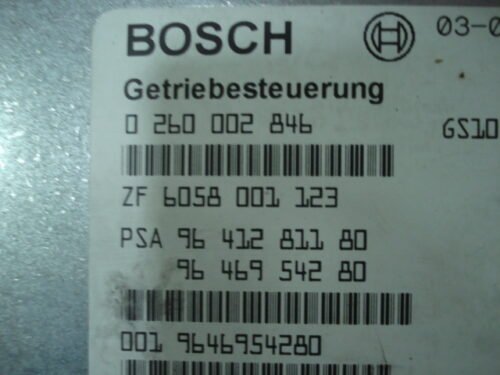 BOSCH 03-0
Getriebesteuerung
0 260 002 846 GS10
ZF 6058 001 123
PSA 96 412 811 80
96 469 542 80
001 9646954280